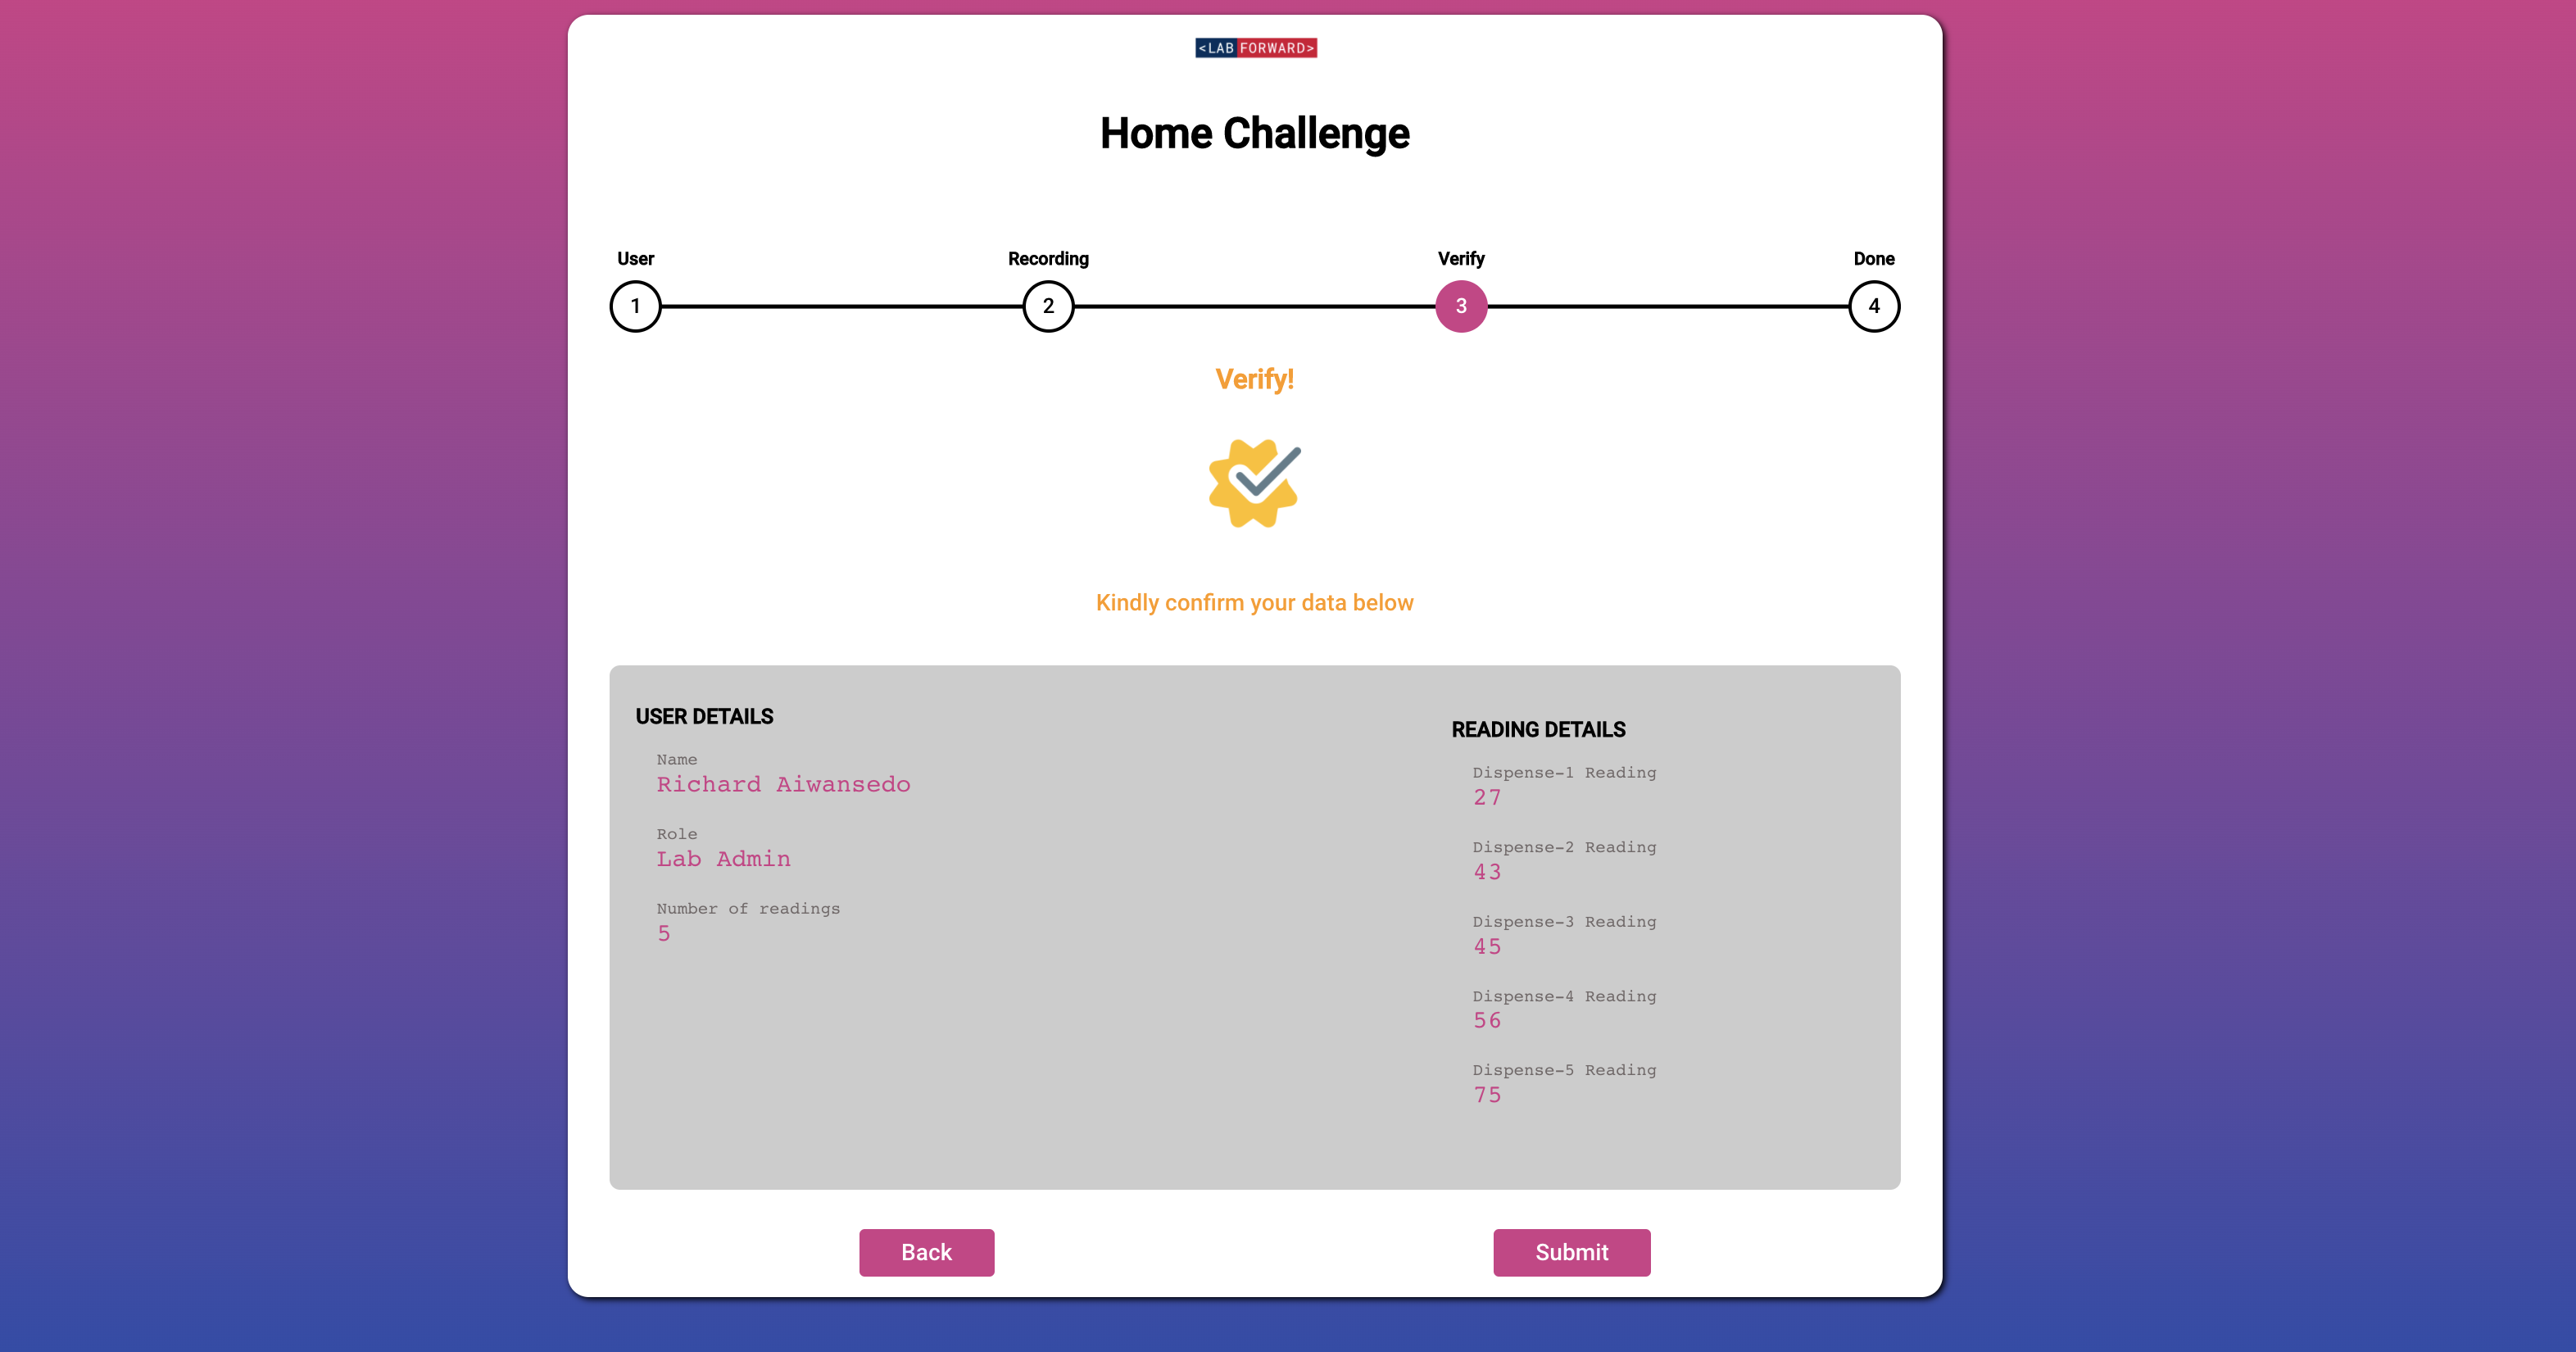 <LAB FORWARD>
Home Challenge
User
Recording
Verify
Done
1
2
3
4
Verify!
Kindly confirm your data below
USER DETAILS
Name
Richard Aiwansedo
Role
Lab Admin
Number of readings
5
READING DETAILS
Dispense-1 Reading
27
Dispense-2 Reading
43
Dispense-3 Reading
45
Dispense-4 Reading
56
Dispense-5 Reading
75
Back
Submit